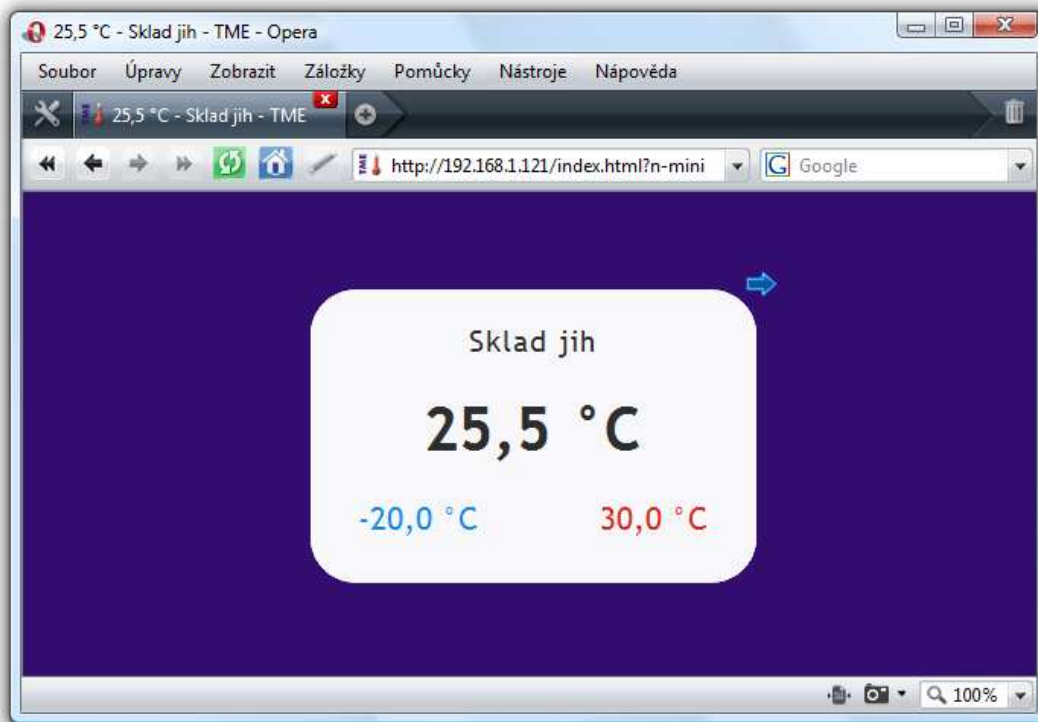 25,5 °C - Sklad jih - TME - Opera
Soubor Úpravy Zobrazit Záložky Pomůcky Nástroje Nápověda
25,5 °C - Sklad jih - TME
http://192.168.1.121/index.html?n-mini Google
Sklad jih
25,5 °C
-20,0 °C 30,0 °C
100%